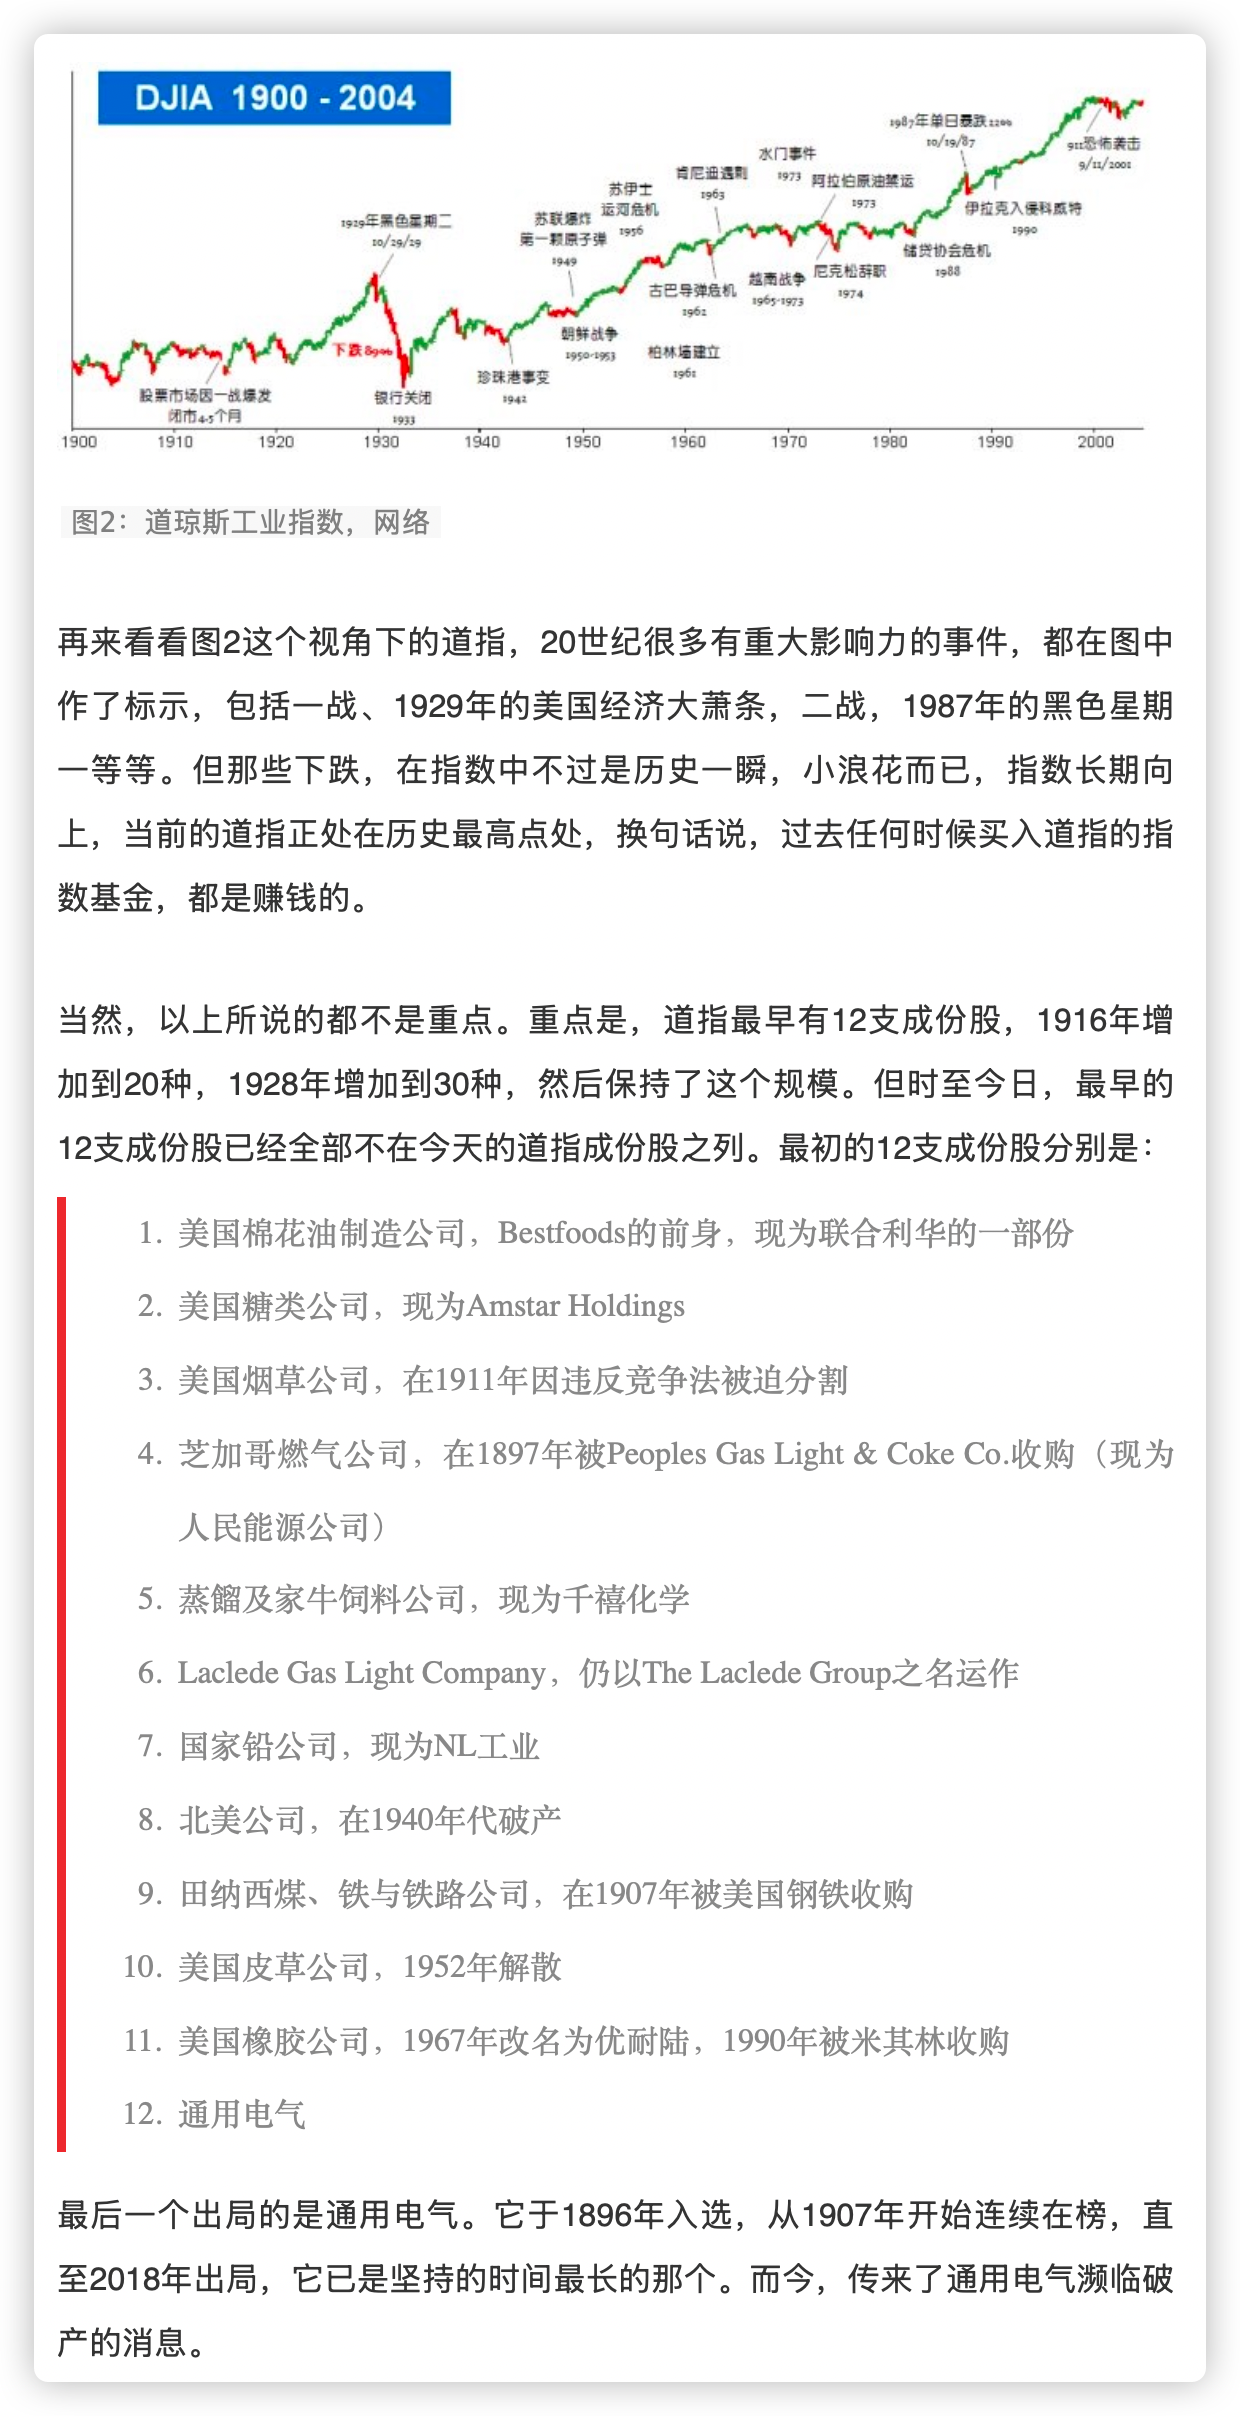 DJIA 1900 - 2004
1987年单日暴跌22%
10/19/87
水门事件
1973
911恐怖袭击
9/11/2001
肯尼迪遇刺
1963
阿拉伯原油禁运
1973
苏伊士
运河危机
1956
伊拉克入侵科威特
1990
1929年黑色星期二
10/29/29
苏联爆炸
第一颗原子弹
1949
储贷协会危机
1988
古巴导弹危机
1962
越南战争
1965-1973
尼克松辞职
1974
下跌89%
朝鲜战争
1950-1953
柏林墙建立
1961
股票市场因一战爆发
闭市4.5个月
银行关闭
1933
珍珠港事变
1942
1900 1910 1920 1930 1940 1950 1960 1970 1980 1990 2000
图2：道琼斯工业指数，网络
再来看看图2这个视角下的道指，20世纪很多有重大影响力的事件，都在图中
作了标示，包括一战、1929年的美国经济大萧条，二战，1987年的黑色星期
一等等。但那些下跌，在指数中不过是历史一瞬，小浪花而已，指数长期向
上，当前的道指正处在历史最高点处，换句话说，过去任何时候买入道指的指
数基金，都是赚钱的。
当然，以上所说的都不是重点。重点是，道指最早有12支成份股，1916年增
加到20种，1928年增加到30种，然后保持了这个规模。但时至今日，最早的
12支成份股已经全部不在今天的道指成份股之列。最初的12支成份股分别是：
1. 美国棉花油制造公司，Bestfoods的前身，现为联合利华的一部份
2. 美国糖类公司，现为Amstar Holdings
3. 美国烟草公司，在1911年因违反竞争法被迫分割
4. 芝加哥燃气公司，在1897年被Peoples Gas Light & Coke Co.收购（现为
人民能源公司）
5. 蒸馏及家牛饲料公司，现为千禧化学
6. Laclede Gas Light Company，仍以The Laclede Group之名运作
7. 国家铅公司，现为NL工业
8. 北美公司，在1940年代破产
9. 田纳西煤、铁与铁路公司，在1907年被美国钢铁收购
10. 美国皮草公司，1952年解散
11. 美国橡胶公司，1967年改名为优耐陆，1990年被米其林收购
12. 通用电气
最后一个出局的是通用电气。它于1896年入选，从1907年开始连续在榜，直
至2018年出局，它已是坚持的时间最长的那个。而今，传来了通用电气濒临破
产的消息。